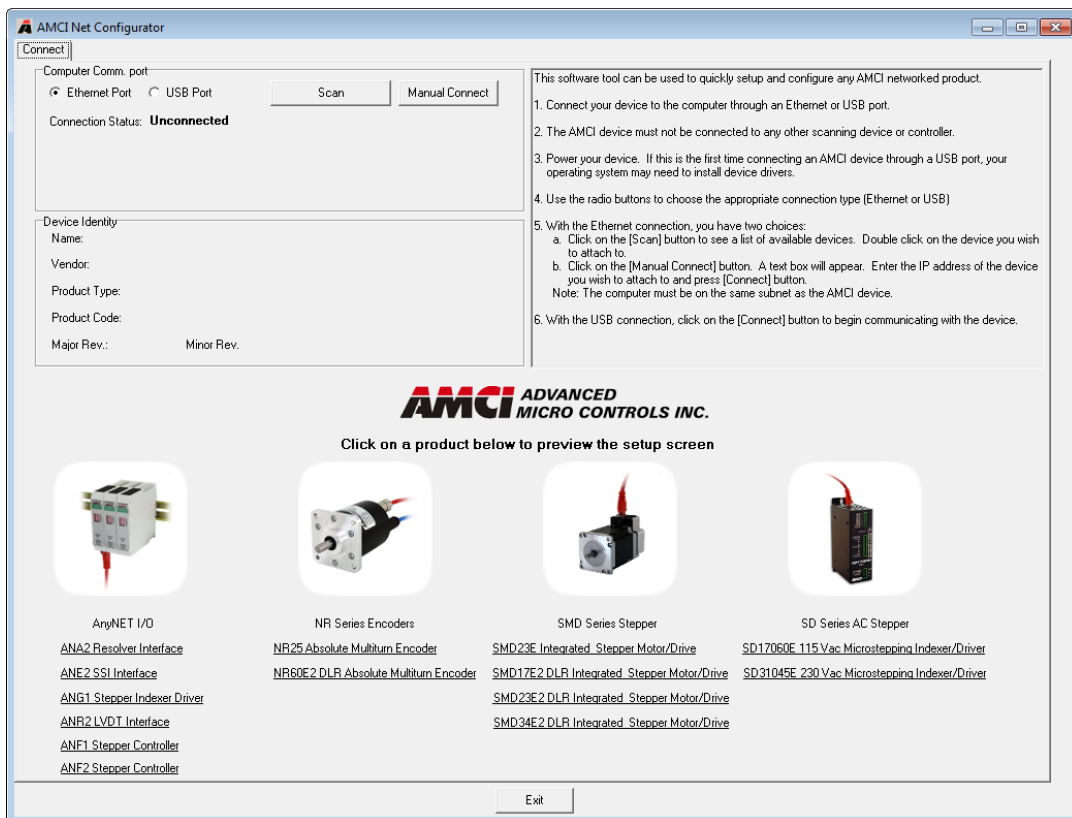 AMCI Net Configurator
Connect
Computer Comm. port
Ethernet Port
USB Port
Scan
Manual Connect
Connection Status: Unconnected
Device Identity
Name:
Vendor:
Product Type:
Product Code:
Major Rev.:
Minor Rev.
This software tool can be used to quickly setup and configure any AMCI networked product.
1. Connect your device to the computer through an Ethernet or USB port.
2. The AMCI device must not be connected to any other scanning device or controller.
3. Power your device. If this is the first time connecting an AMCI device through a USB port, your
operating system may need to install device drivers.
4. Use the radio buttons to choose the appropriate connection type (Ethernet or USB)
5. With the Ethernet connection, you have two choices:
a. Click on the [Scan] button to see a list of available devices. Double click on the device you wish
to attach to.
b. Click on the [Manual Connect] button. A text box will appear. Enter the IP address of the device
you wish to attach to and press [Connect] button.
Note: The computer must be on the same subnet as the AMCI device.
6. With the USB connection, click on the [Connect] button to begin communicating with the device.
AMCI ADVANCED
MICRO CONTROLS INC.
Click on a product below to preview the setup screen
AnyNET I/O
ANA2 Resolver Interface
ANE2 SSI Interface
ANG1 Stepper Indexer Driver
ANR2 LVDT Interface
ANF1 Stepper Controller
ANF2 Stepper Controller
NR Series Encoders
NR25 Absolute Multiturn Encoder
NR60E2 DLR Absolute Multiturn Encoder
SMD Series Stepper
SMD23E Integrated Stepper Motor/Drive
SMD17E2 DLR Integrated Stepper Motor/Drive
SMD23E2 DLR Integrated Stepper Motor/Drive
SMD34E2 DLR Integrated Stepper Motor/Drive
AMCI
SD Series AC Stepper
SD17060E 115 Vac Microstepping Indexer/Driver
SD31045E 230 Vac Microstepping Indexer/Driver
Exit